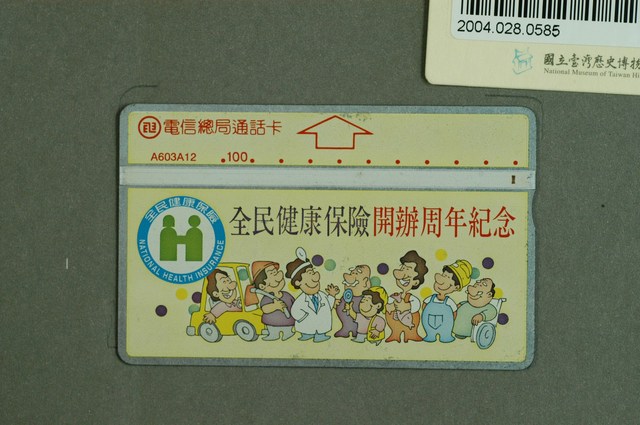 2004.028.0585
國立臺灣歷史博物
National Museum of Taiwan Hi
電信總局通話卡
A603A12
100
全民健康保險
NATIONAL HEALTH INSURANCE
全民健康保險開辦周年紀念